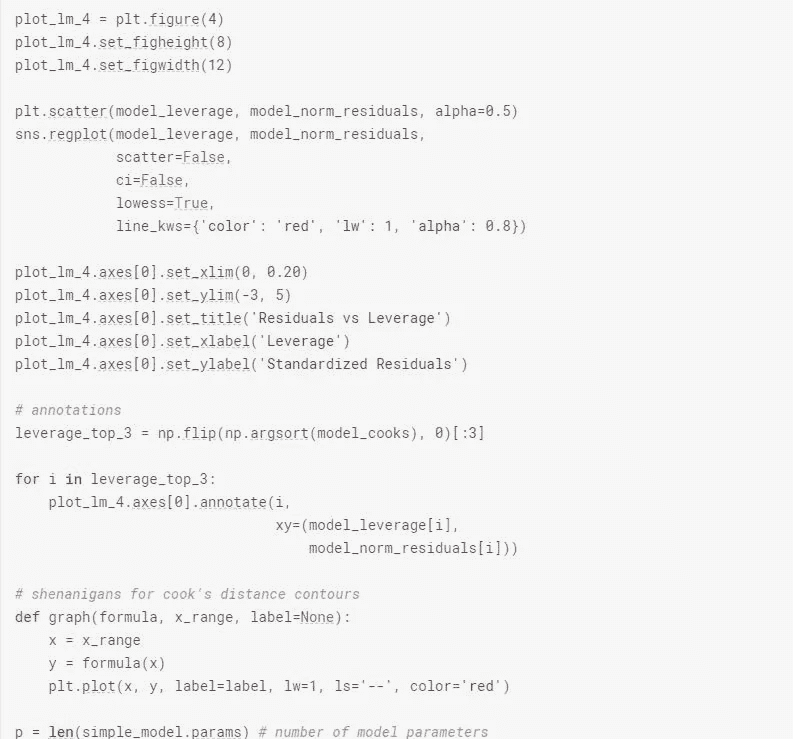 plot_lm_4 = plt.figure(4)
plot_lm_4.set_figheight(8)
plot_lm_4.set_figwidth(12)
plt.scatter(model_leverage, model_norm_residuals, alpha=0.5)
sns.regplot(model_leverage, model_norm_residuals,
            scatter=False,
            ci=False,
            lowess=True,
            line_kws={'color': 'red', 'lw': 1, 'alpha': 0.8})
plot_lm_4.axes[0].set_xlim(0, 0.20)
plot_lm_4.axes[0].set_ylim(-3, 5)
plot_lm_4.axes[0].set_title('Residuals vs Leverage')
plot_lm_4.axes[0].set_xlabel('Leverage')
plot_lm_4.axes[0].set_ylabel('Standardized Residuals')
# annotations
leverage_top_3 = np.flip(np.argsort(model_cooks), 0)[:3]
for i in leverage_top_3:
    plot_lm_4.axes[0].annotate(i,
                               xy=(model_leverage[i],
                                   model_norm_residuals[i]))
# shenanigans for cook's distance contours
def graph(formula, x_range, label=None):
    x = x_range
    y = formula(x)
    plt.plot(x, y, label=label, lw=1, ls='--', color='red')
p = len(simple_model.params) # number of model parameters